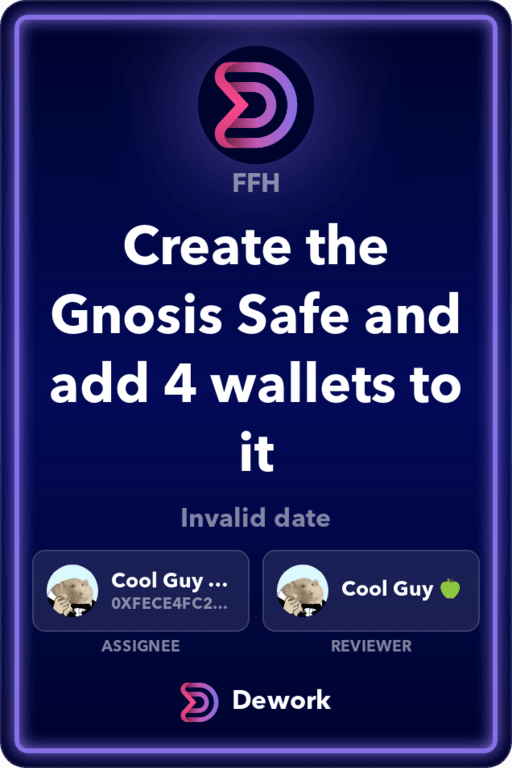 FFH
Create the
Gnosis Safe and
add 4 wallets to
it
Invalid date
Cool Guy ...
0XFECE4FC2...
ASSIGNEE
Cool Guy 🍏
REVIEWER
Dework